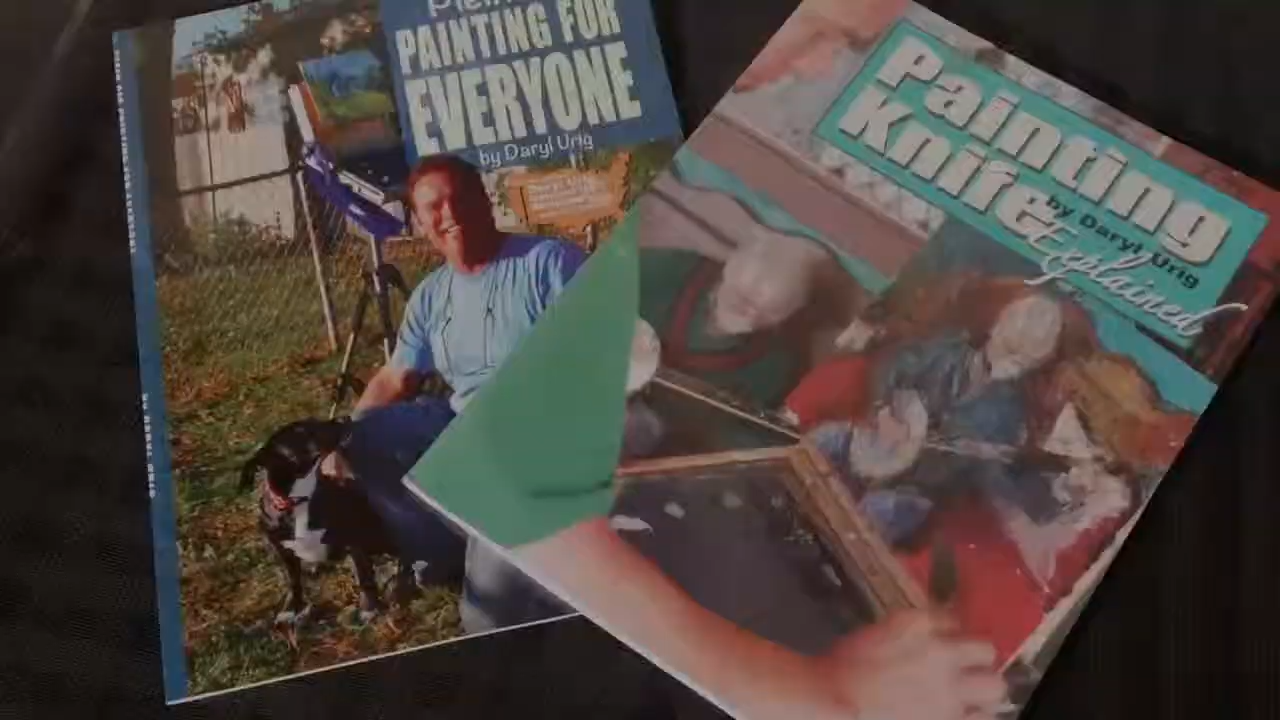 PAINTING FOR
EVERYONE
by Daryl Urig
Painting
Knife
by Daryl Urig
Explained